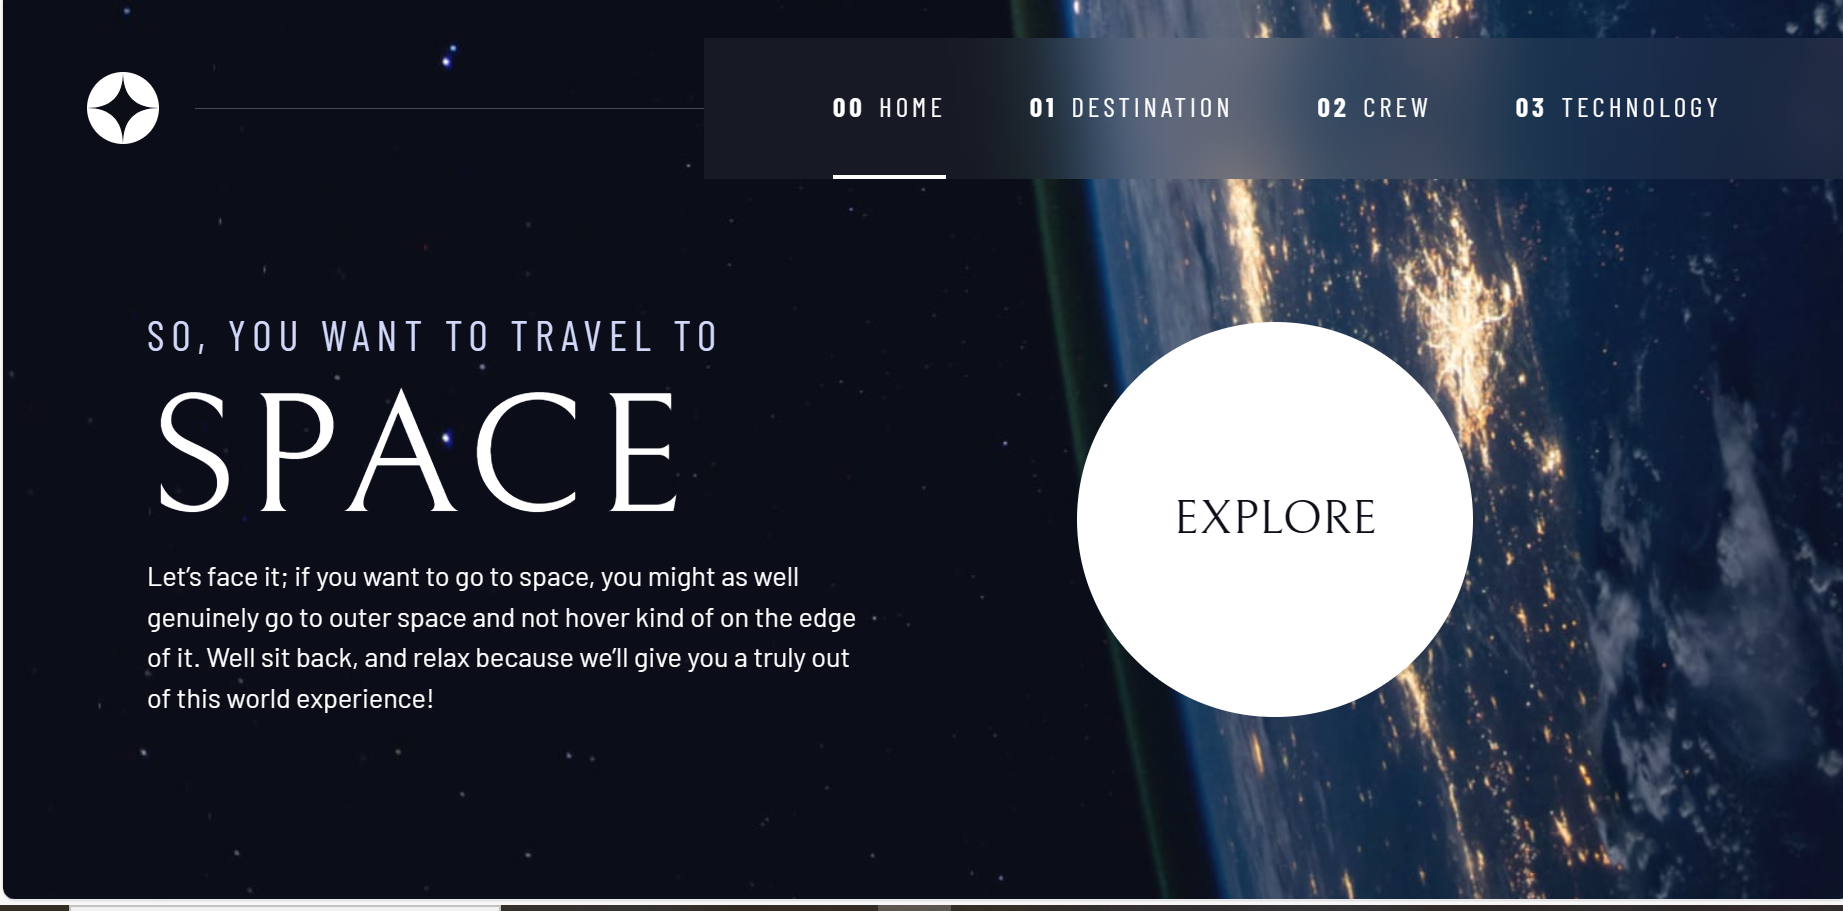 00 HOME 01 DESTINATION 02 CREW 03 TECHNOLOGY
SO, YOU WANT TO TRAVEL TO
SPACE
Let’s face it; if you want to go to space, you might as well
genuinely go to outer space and not hover kind of on the edge
of it. Well sit back, and relax because we’ll give you a truly out
of this world experience!
EXPLORE